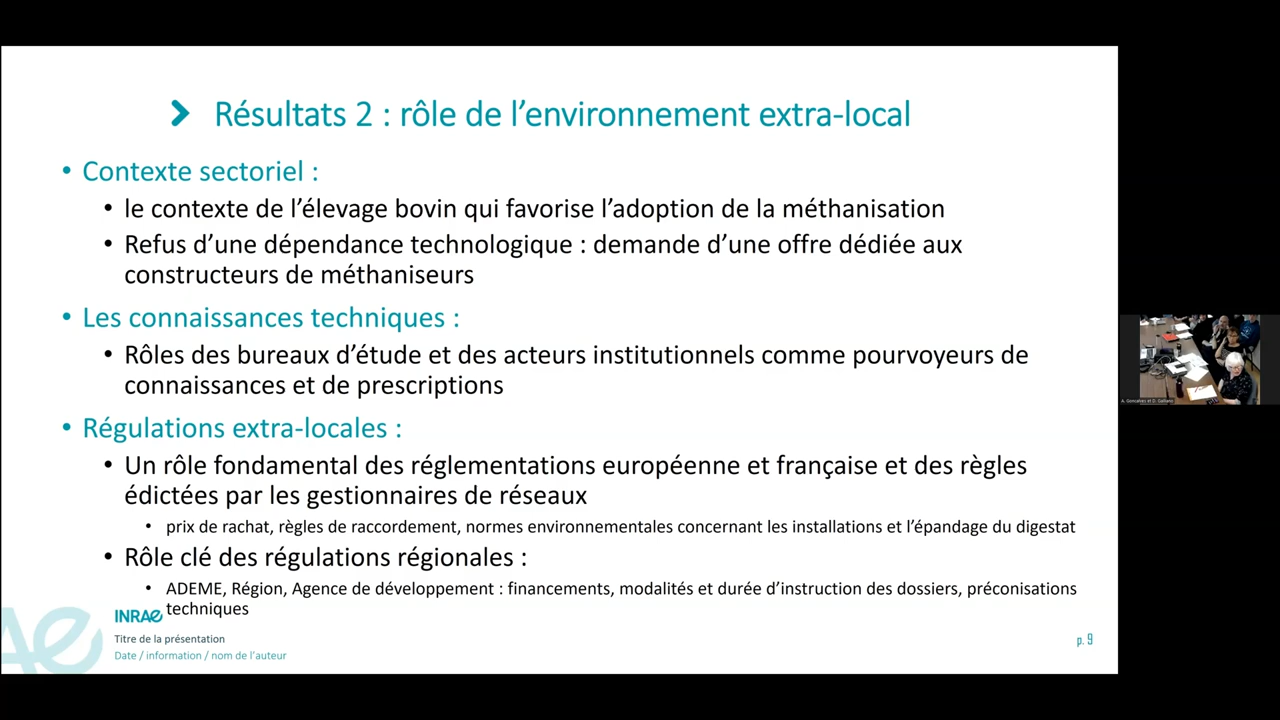 Résultats 2 : rôle de l’environnement extra-local
• Contexte sectoriel :
• le contexte de l’élevage bovin qui favorise l’adoption de la méthanisation
• Refus d’une dépendance technologique : demande d’une offre dédiée aux
constructeurs de méthaniseurs
• Les connaissances techniques :
• Rôles des bureaux d’étude et des acteurs institutionnels comme pourvoyeurs de
connaissances et de prescriptions
• Régulations extra-locales :
• Un rôle fondamental des réglementations européenne et française et des règles
édictées par les gestionnaires de réseaux
• prix de rachat, règles de raccordement, normes environnementales concernant les installations et l’épandage du digestat
• Rôle clé des régulations régionales :
• ADEME, Région, Agence de développement : financements, modalités et durée d’instruction des dossiers, préconisations
techniques
INRAE
Titre de la présentation
Date / information / nom de l’auteur
p. 9
A. Goncalves et D. Galliano